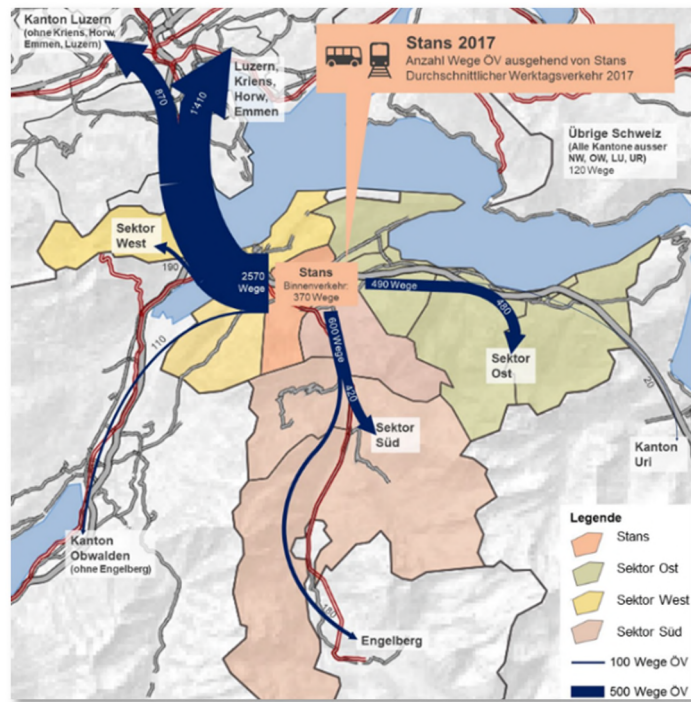 Kanton Luzern
(ohne Kriens, Horw,
Emmen, Luzern)
870
1'410
Luzern,
Kriens,
Horw,
Emmen
Stans 2017
Anzahl Wege ÖV ausgehend von Stans
Durchschnittlicher Werktagsverkehr 2017
Übrige Schweiz
(Alle Kantone ausser
NW, OW, LU, UR)
120 Wege
Sektor
West
190
2570
Wege
Stans
Binnenverkehr:
370 Wege
490 Wege
480
Sektor
Ost
110
600 Wege
420
Sektor
Süd
20
Kanton
Uri
Kanton
Obwalden
(ohne Engelberg)
180
Engelberg
Legende
Stans
Sektor Ost
Sektor West
Sektor Süd
100 Wege ÖV
500 Wege ÖV